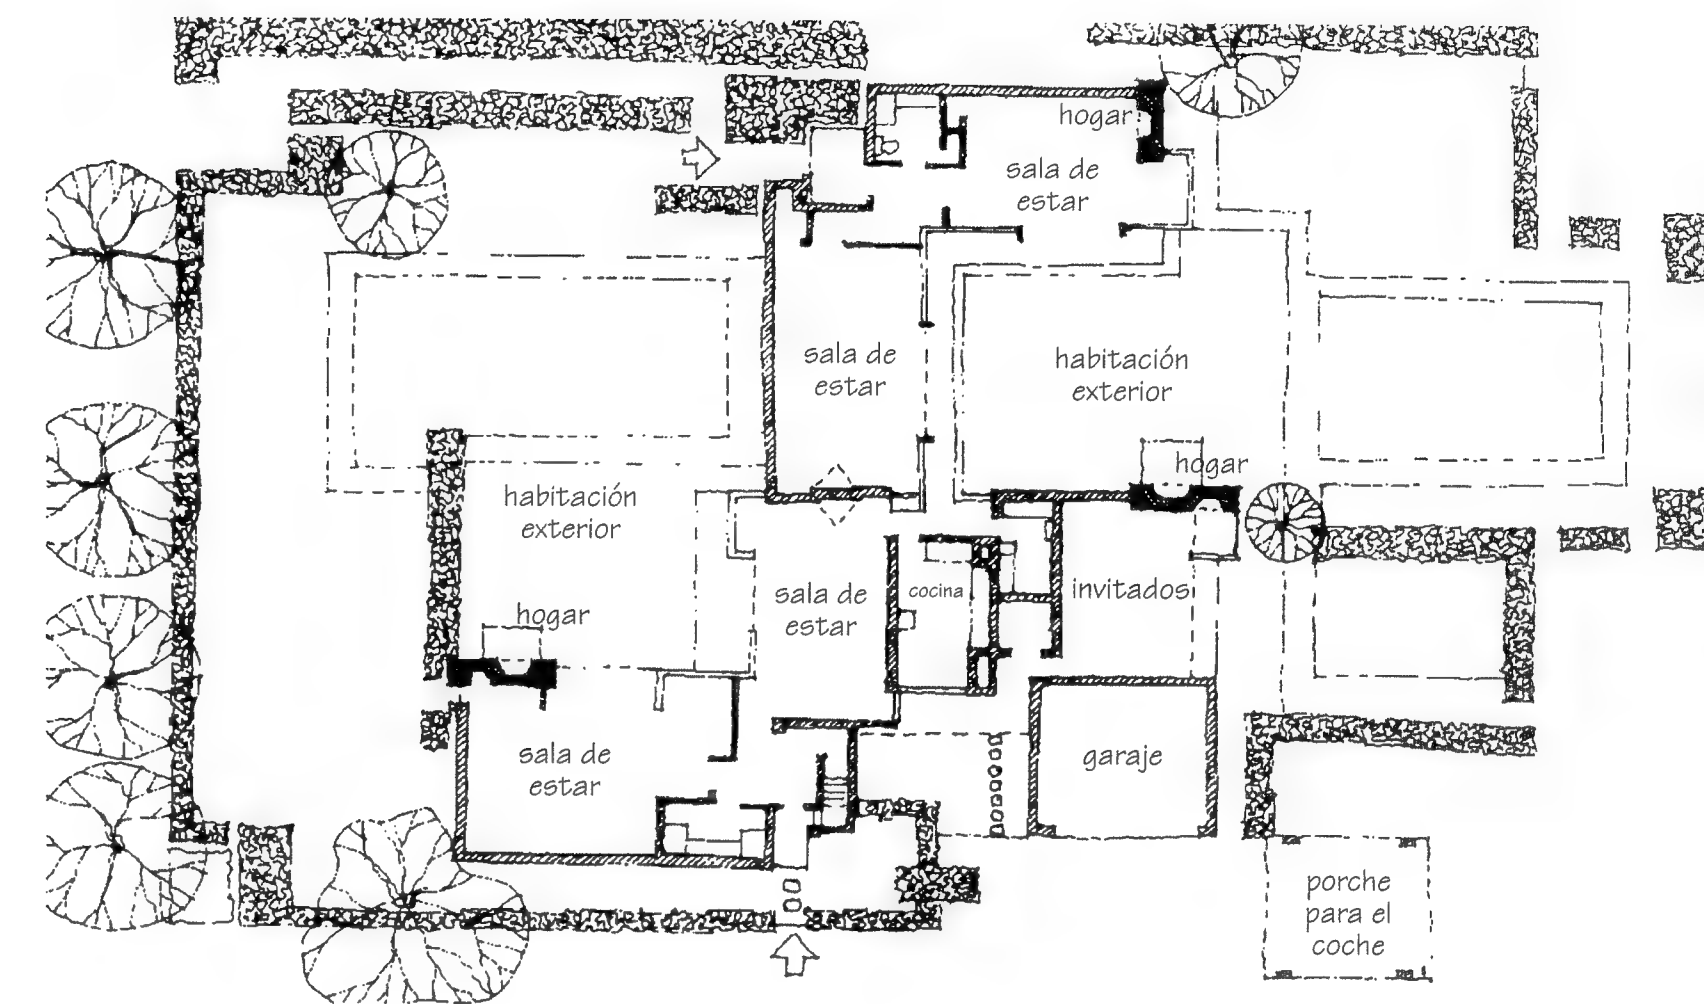 hogar
sala de
estar
sala de
estar
habitación
exterior
hogar
habitación
exterior
hogar
sala de
estar
cocina
invitados
sala de
estar
garaje
porche
para el
coche